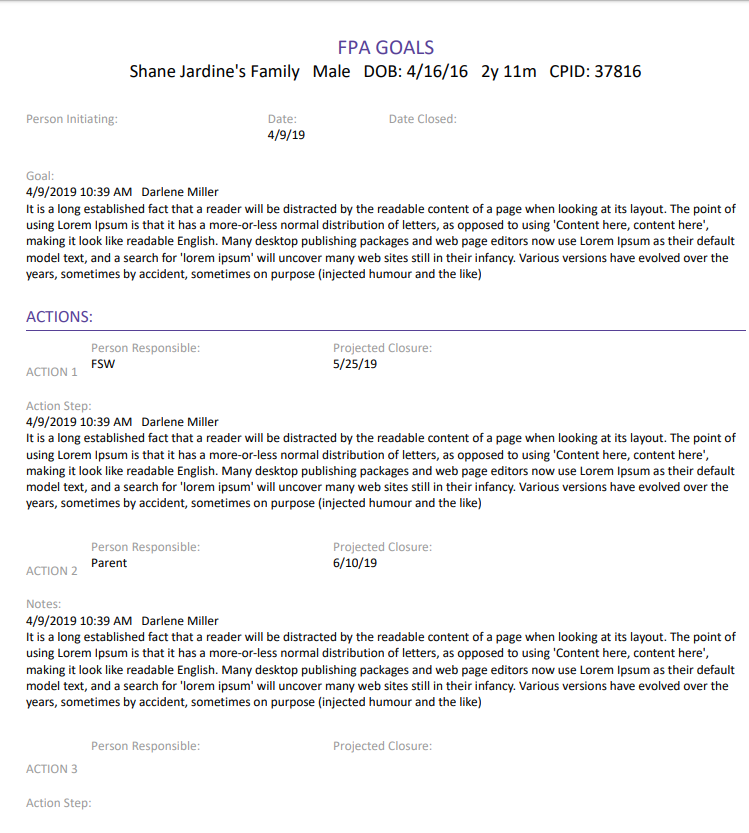 FPA GOALS
Shane Jardine's Family Male DOB: 4/16/16 2y 11m CPID: 37816
Person Initiating: Date: Date Closed:
4/9/19
Goal:
4/9/2019 10:39 AM Darlene Miller
It is a long established fact that a reader will be distracted by the readable content of a page when looking at its layout. The point of
using Lorem Ipsum is that it has a more-or-less normal distribution of letters, as opposed to using 'Content here, content here',
making it look like readable English. Many desktop publishing packages and web page editors now use Lorem Ipsum as their default
model text, and a search for 'lorem ipsum' will uncover many web sites still in their infancy. Various versions have evolved over the
years, sometimes by accident, sometimes on purpose (injected humour and the like)
ACTIONS:
Person Responsible: Projected Closure:
FSW 5/25/19
ACTION 1
Action Step:
4/9/2019 10:39 AM Darlene Miller
It is a long established fact that a reader will be distracted by the readable content of a page when looking at its layout. The point of
using Lorem Ipsum is that it has a more-or-less normal distribution of letters, as opposed to using 'Content here, content here',
making it look like readable English. Many desktop publishing packages and web page editors now use Lorem Ipsum as their default
model text, and a search for 'lorem ipsum' will uncover many web sites still in their infancy. Various versions have evolved over the
years, sometimes by accident, sometimes on purpose (injected humour and the like)
Person Responsible: Projected Closure:
Parent 6/10/19
ACTION 2
Notes:
4/9/2019 10:39 AM Darlene Miller
It is a long established fact that a reader will be distracted by the readable content of a page when looking at its layout. The point of
using Lorem Ipsum is that it has a more-or-less normal distribution of letters, as opposed to using 'Content here, content here',
making it look like readable English. Many desktop publishing packages and web page editors now use Lorem Ipsum as their default
model text, and a search for 'lorem ipsum' will uncover many web sites still in their infancy. Various versions have evolved over the
years, sometimes by accident, sometimes on purpose (injected humour and the like)
Person Responsible: Projected Closure:
ACTION 3
Action Step: